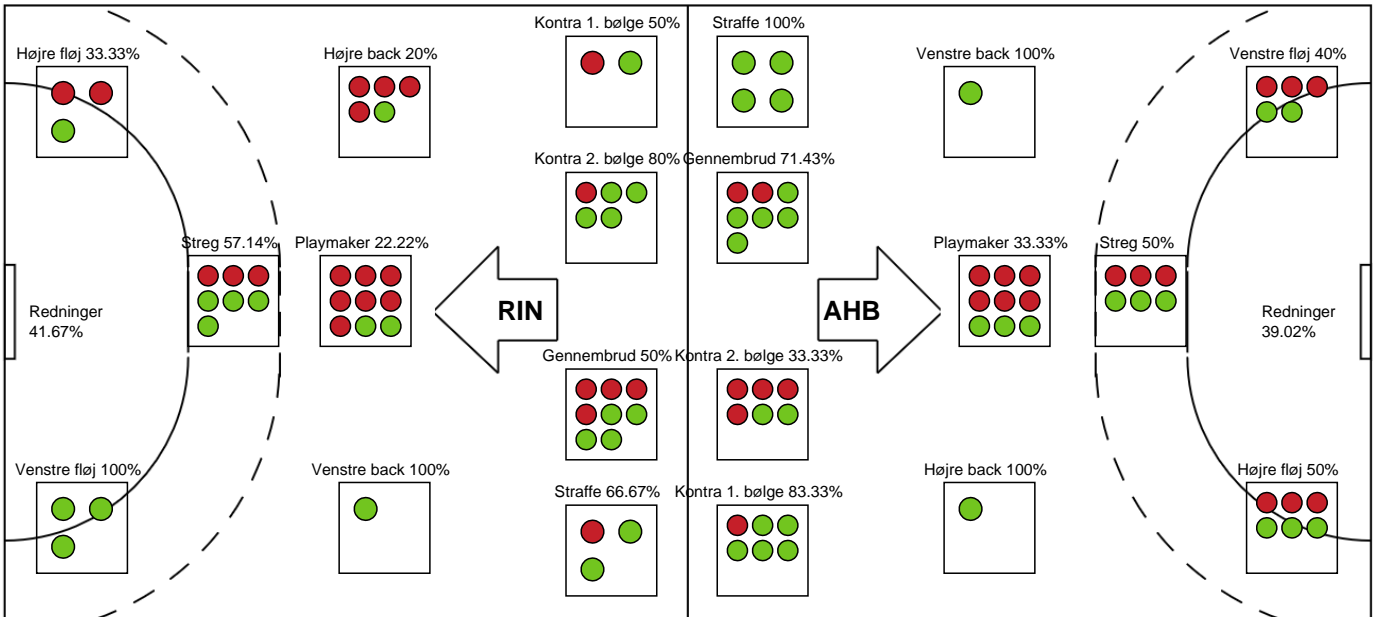 Kontra 1. bølge 50%
Straffe 100%
Højre fløj 33.33%
Højre back 20%
Venstre back 100%
Venstre fløj 40%
Kontra 2. bølge 80%
Gennembrud 71.43%
Streg 57.14%
Playmaker 22.22%
Playmaker 33.33%
Streg 50%
Redninger
41.67%
RIN
AHB
Redninger
39.02%
Gennembrud 50%
Kontra 2. bølge 33.33%
Venstre fløj 100%
Venstre back 100%
Højre back 100%
Højre fløj 50%
Straffe 66.67%
Kontra 1. bølge 83.33%